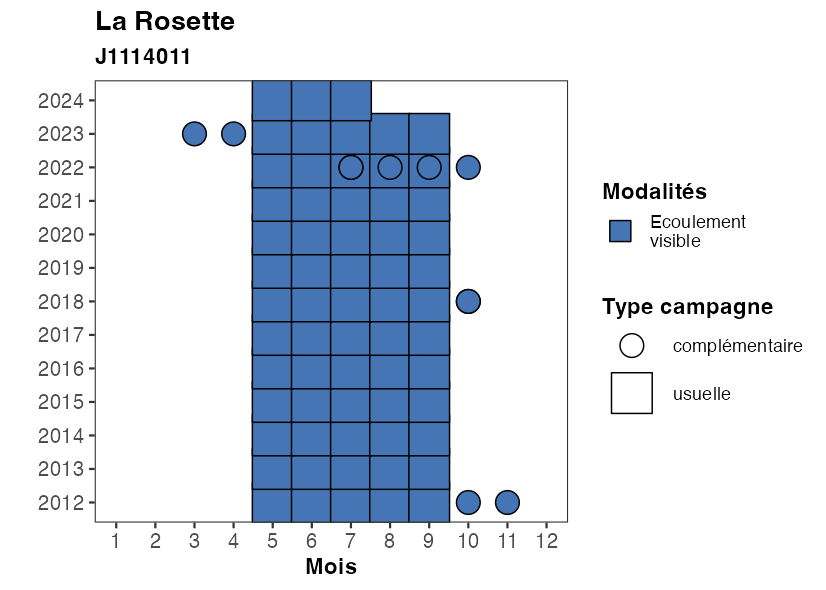 La Rosette
J1114011
2024
2023
2022
2021
2020
2019
2018
2017
2016
2015
2014
2013
2012
1 2 3 4 5 6 7 8 9 10 11 12
Mois
Modalités
Ecoulement
visible
Type campagne
complémentaire
usuelle